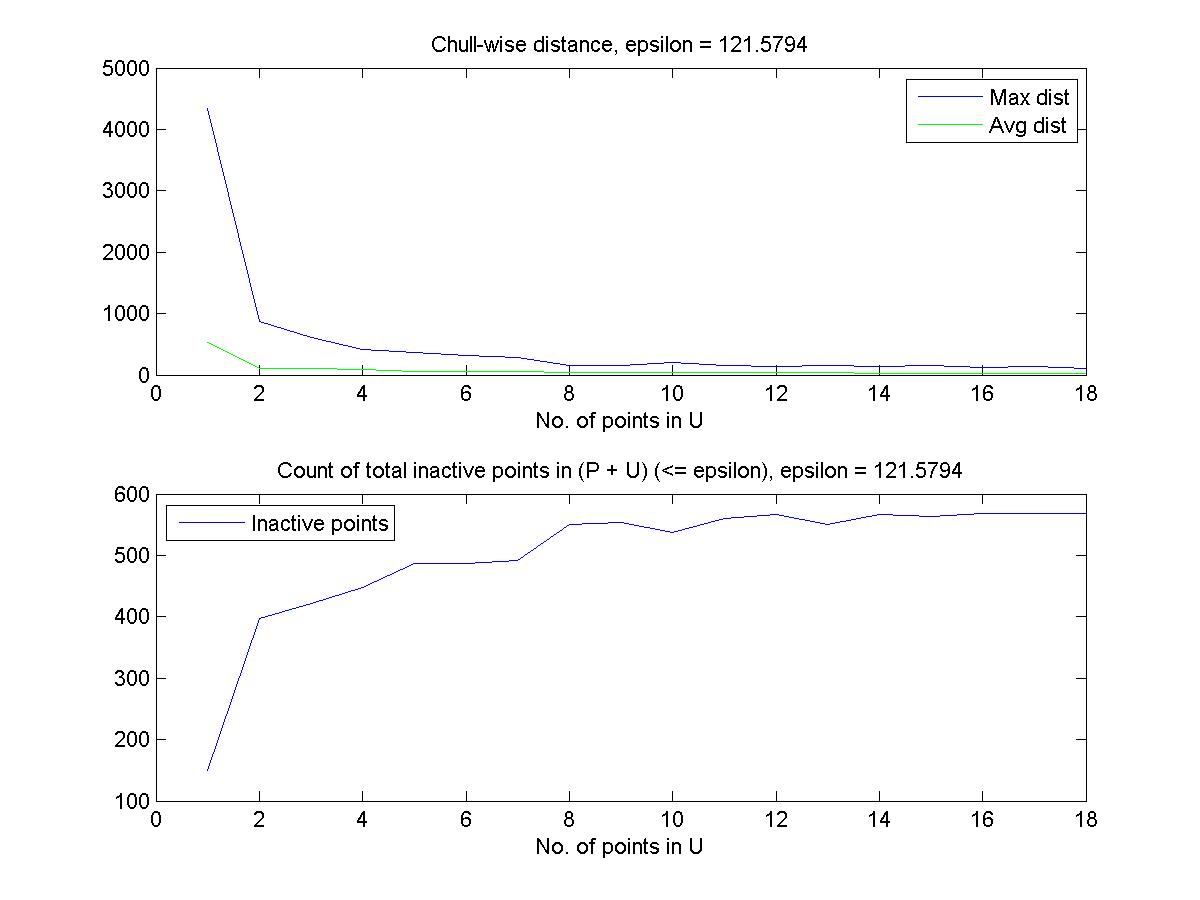 Chull-wise distance, epsilon = 121.5794
5000
4000
3000
2000
1000
0
Max dist
Avg dist
0 2 4 6 8 10 12 14 16 18
No. of points in U
Count of total inactive points in (P + U) (<= epsilon), epsilon = 121.5794
600
500
400
300
200
100
Inactive points
0 2 4 6 8 10 12 14 16 18
No. of points in U